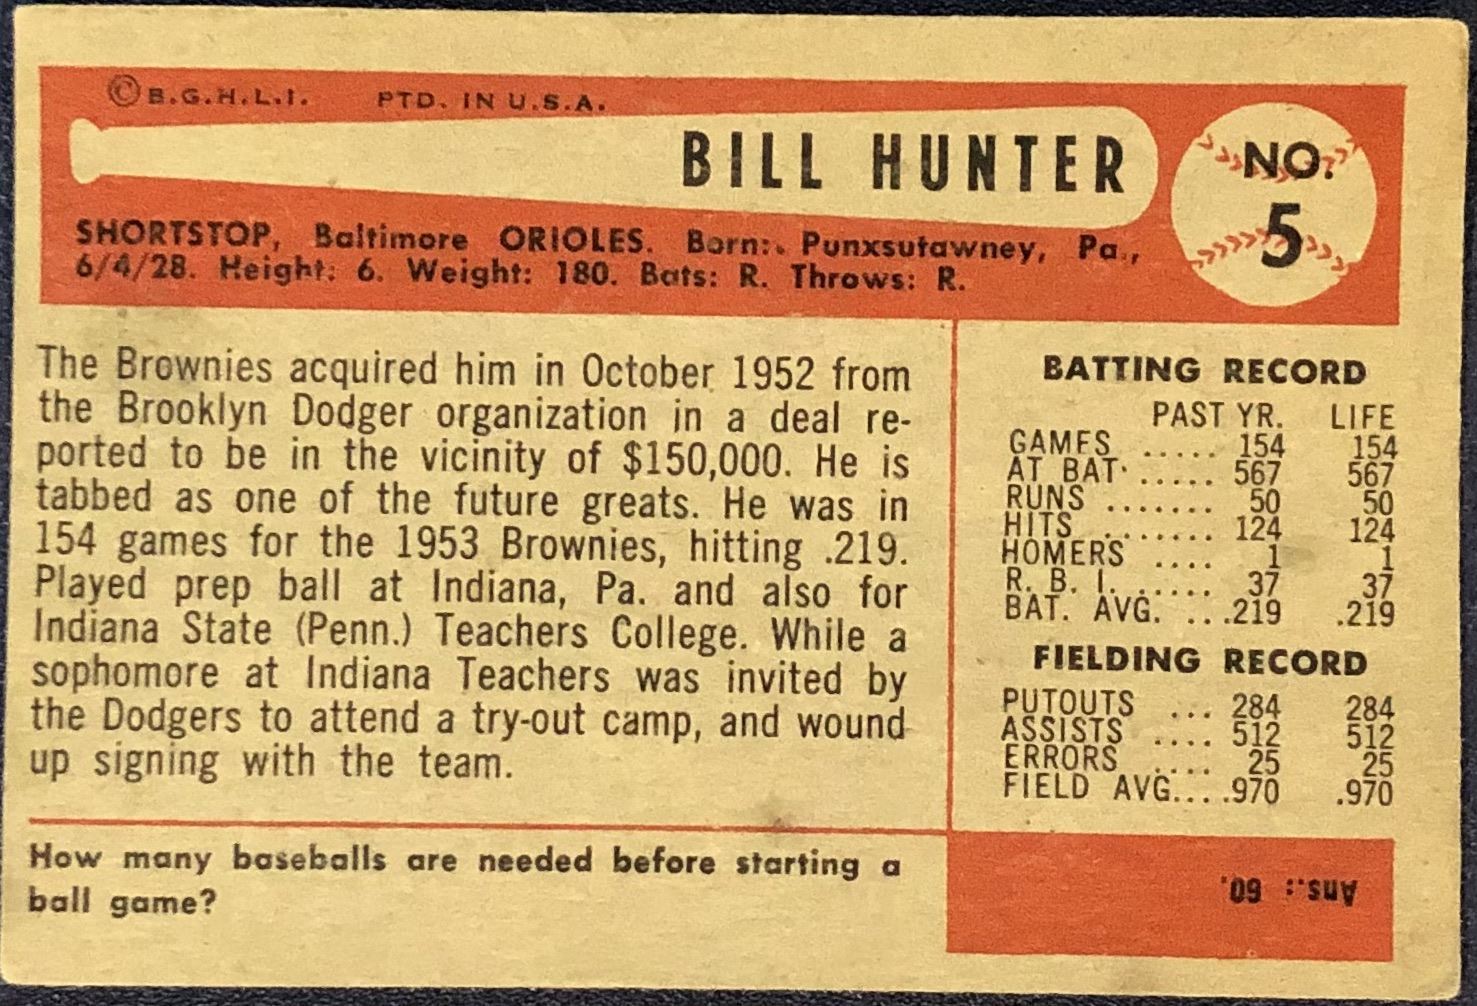 ©B.G.H.L.I. PTD. IN U.S.A.
BILL HUNTER
NO.
5
SHORTSTOP, Baltimore ORIOLES. Born: Punxsutawney, Pa.,
6/4/28. Height: 6. Weight: 180. Bats: R. Throws: R.
The Brownies acquired him in October 1952 from
the Brooklyn Dodger organization in a deal re-
ported to be in the vicinity of $150,000. He is
tabbed as one of the future greats. He was in
154 games for the 1953 Brownies, hitting .219.
Played prep ball at Indiana, Pa. and also for
Indiana State (Penn.) Teachers College. While a
sophomore at Indiana Teachers was invited by
the Dodgers to attend a try-out camp, and wound
up signing with the team.
BATTING RECORD
PAST YR. LIFE
GAMES ..... 154 154
AT BAT ..... 567 567
RUNS ....... 50 50
HITS ........ 124 124
HOMERS .... 1 1
R. B. I. ..... 37 37
BAT. AVG. ...219 .219
FIELDING RECORD
PUTOUTS ... 284 284
ASSISTS .... 512 512
ERRORS .... 25 25
FIELD AVG....970 .970
How many baseballs are needed before starting a
ball game?
Ans.: 60.